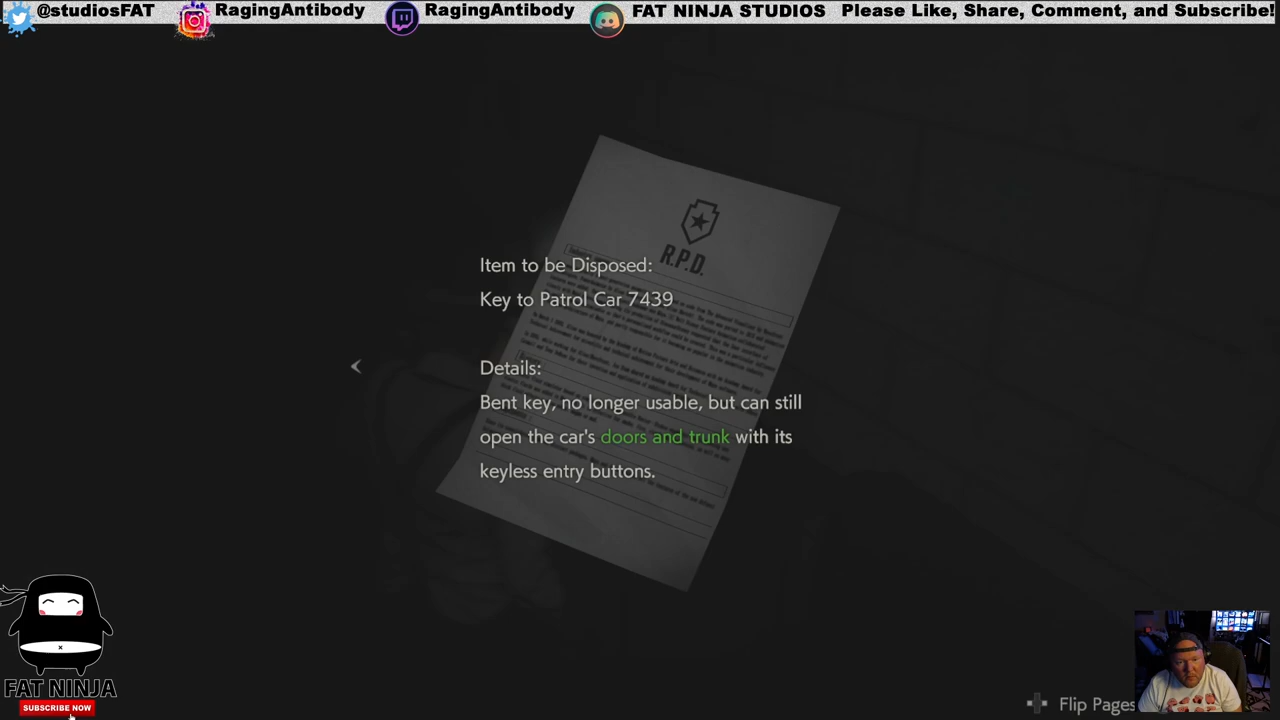 @studiosFAT RagingAntibody RagingAntibody FAT NINJA STUDIOS Please Like, Share, Comment, and Subscribe!
R.P.D.
Item to be Disposed:
Key to Patrol Car 7439
Details:
Bent key, no longer usable, but can still
open the car's doors and trunk with its
keyless entry buttons.
FAT NINJA
SUBSCRIBE NOW
Flip Pages